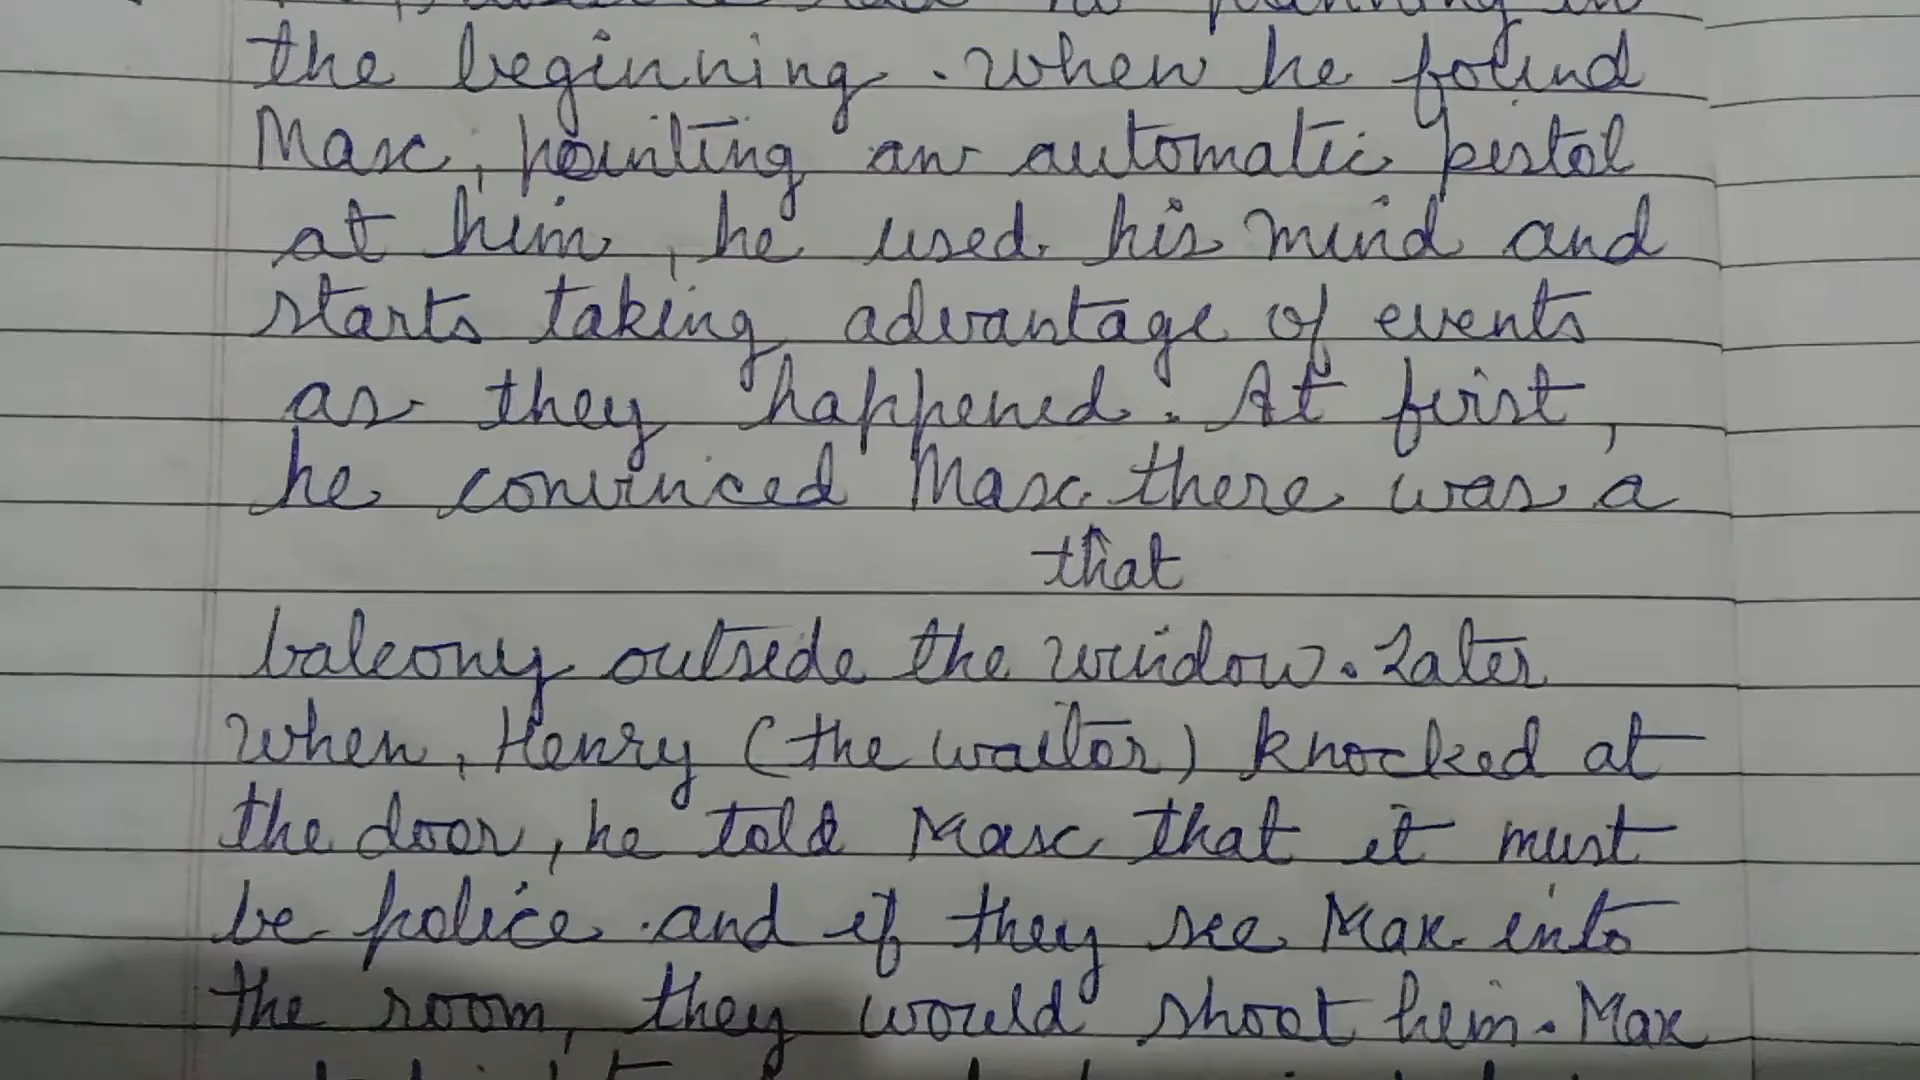 planning in
the beginning. When he found
Max, pointing an automatic pistol
at him, he used his mind and
starts taking advantage of events
as they happened. At first,
he convinced Max there was a
that
balcony outside the window. Later
when, Henry (the waiter) knocked at
the door, he told Max that it must
be police. and if they see Max into
the room, they would shoot him. Max